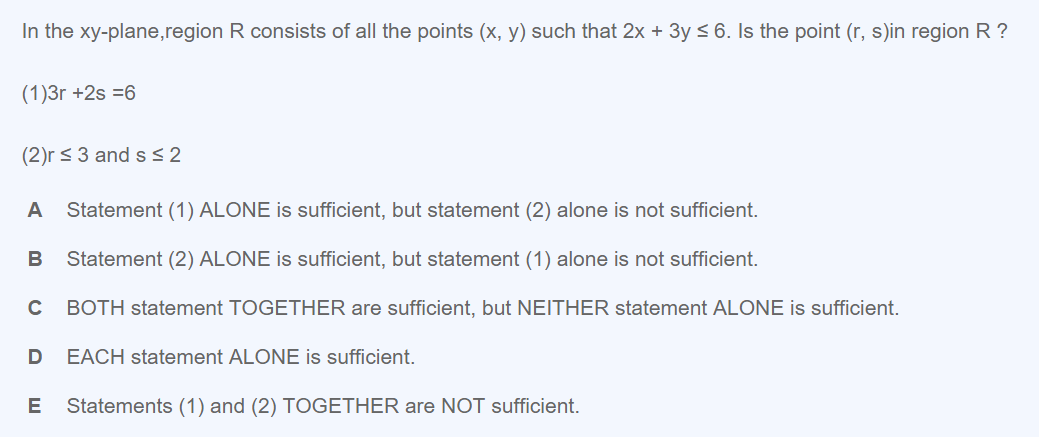 In the xy-plane,region R consists of all the points (x, y) such that 2x + 3y ≤ 6. Is the point (r, s)in region R ?
(1)3r +2s =6
(2)r ≤ 3 and s ≤ 2
A Statement (1) ALONE is sufficient, but statement (2) alone is not sufficient.
B Statement (2) ALONE is sufficient, but statement (1) alone is not sufficient.
C BOTH statement TOGETHER are sufficient, but NEITHER statement ALONE is sufficient.
D EACH statement ALONE is sufficient.
E Statements (1) and (2) TOGETHER are NOT sufficient.